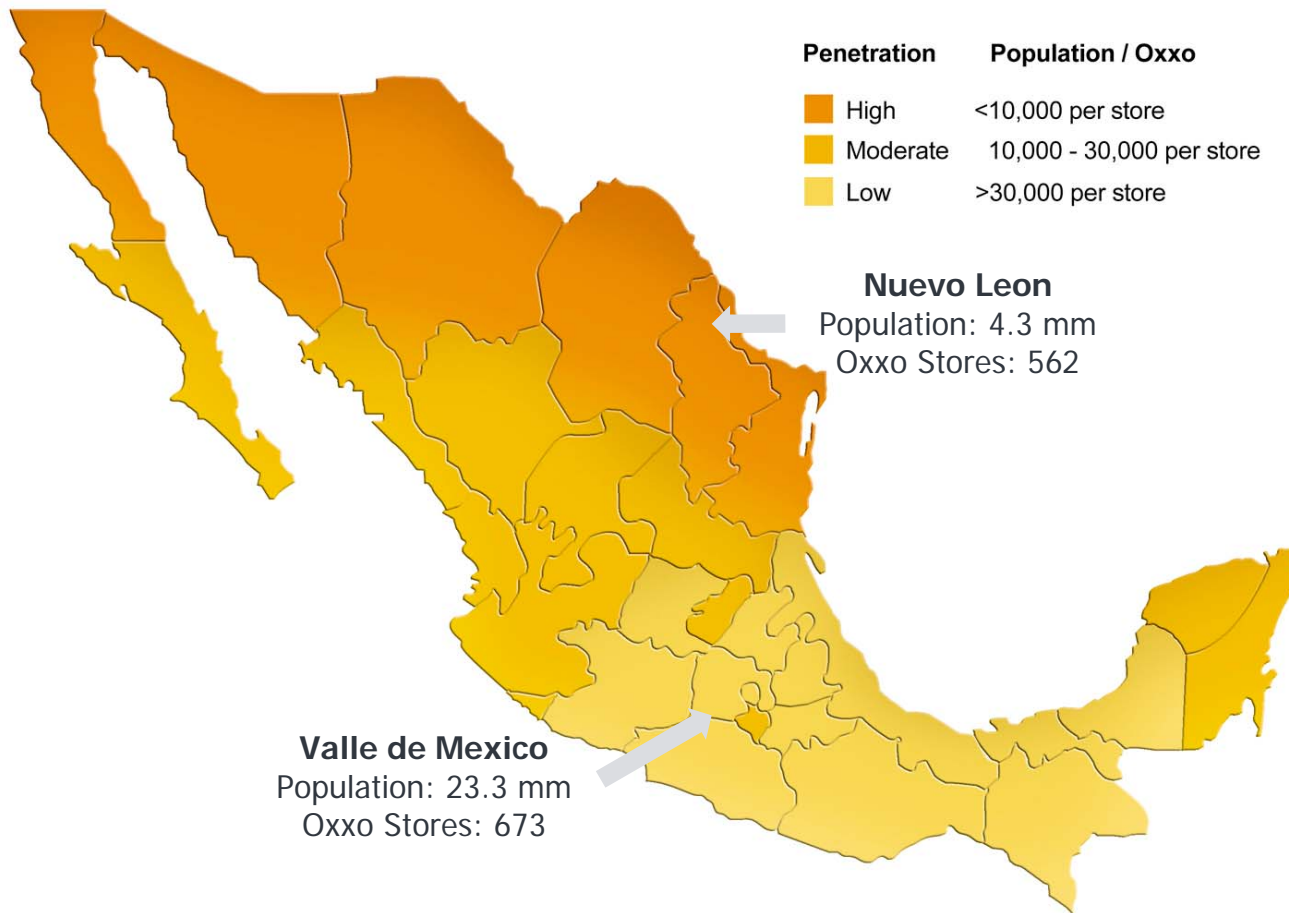 Penetration Population / Oxxo
High <10,000 per store
Moderate 10,000 - 30,000 per store
Low >30,000 per store
Nuevo Leon
Population: 4.3 mm
Oxxo Stores: 562
Valle de Mexico
Population: 23.3 mm
Oxxo Stores: 673